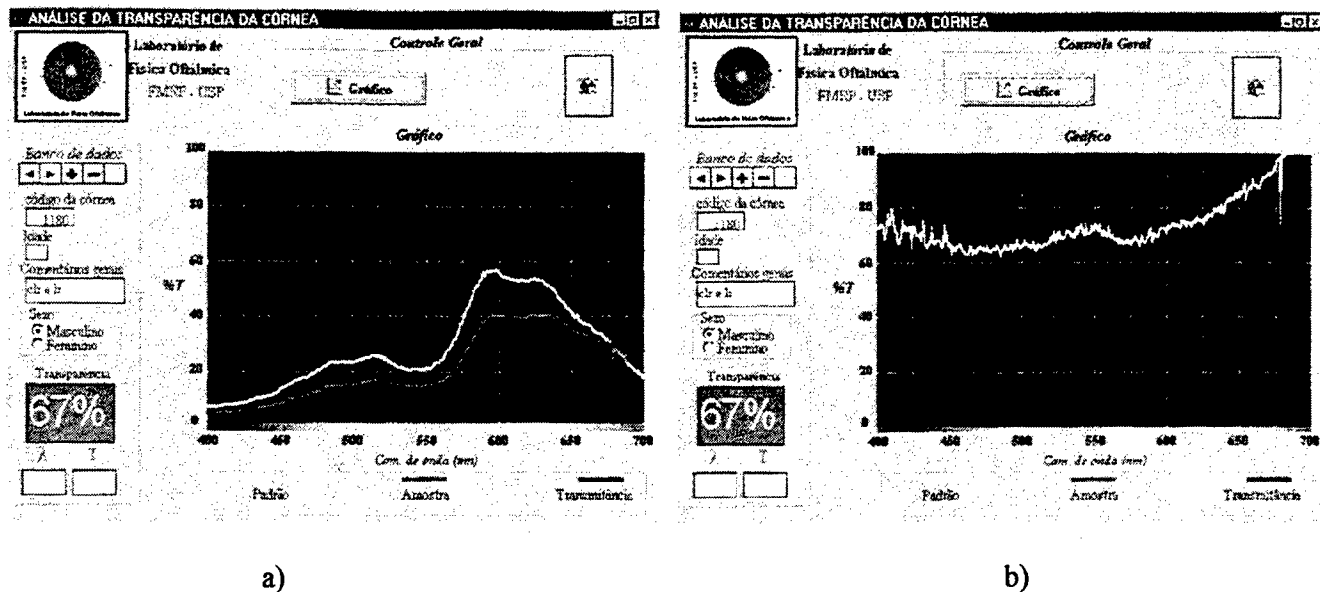 ANÁLISE DA TRANSPARÊNCIA DA CÓRNEA
Laboratório de
Física Oftálmica
FMRP - USP
Controle Geral
Gráfico
Gráfico
Banco de dados
código da córnea
1180
Idade
Comentários gerais
Sexo
Masculino
Feminino
Transparência
67%
λ T
%T
100
80
60
40
20
0
400 450 500 550 600 650 700
Com. de onda (nm)
Padrão Amostra Transmitância
a)
ANÁLISE DA TRANSPARÊNCIA DA CÓRNEA
Laboratório de
Física Oftálmica
FMRP - USP
Controle Geral
Gráfico
Gráfico
Banco de dados
código da córnea
1180
Idade
Comentários gerais
Sexo
Masculino
Feminino
Transparência
67%
λ T
%T
100
80
60
40
20
0
400 450 500 550 600 650 700
Com. de onda (nm)
Padrão Amostra Transmitância
b)